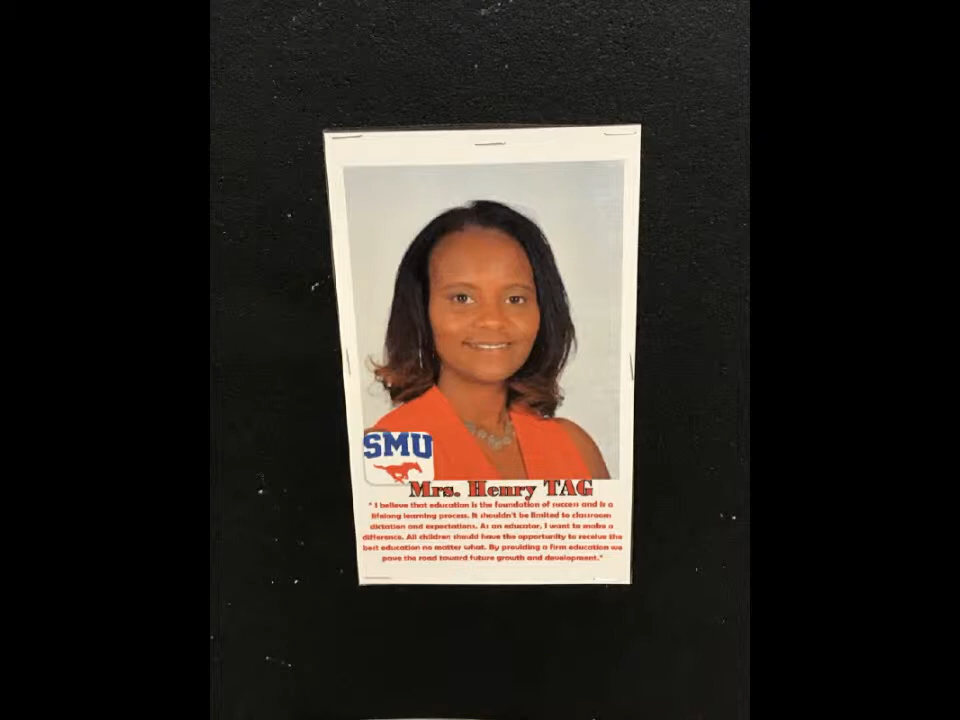 SMU
Mrs. Henry TAG
" I believe that education is the foundation of success and is a
lifelong learning process. It shouldn't be limited to classroom
dictation and expectations. As an educator, I want to make a
difference. All children should have the opportunity to receive the
best education no matter what. By providing a firm education we
pave the road toward future growth and development."